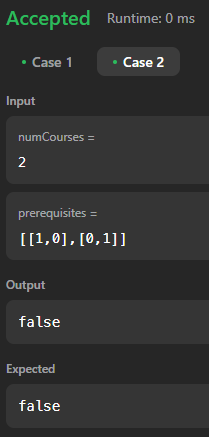 Accepted Runtime: 0 ms
• Case 1 • Case 2
Input
numCourses =
2
prerequisites =
[[1,0],[0,1]]
Output
false
Expected
false